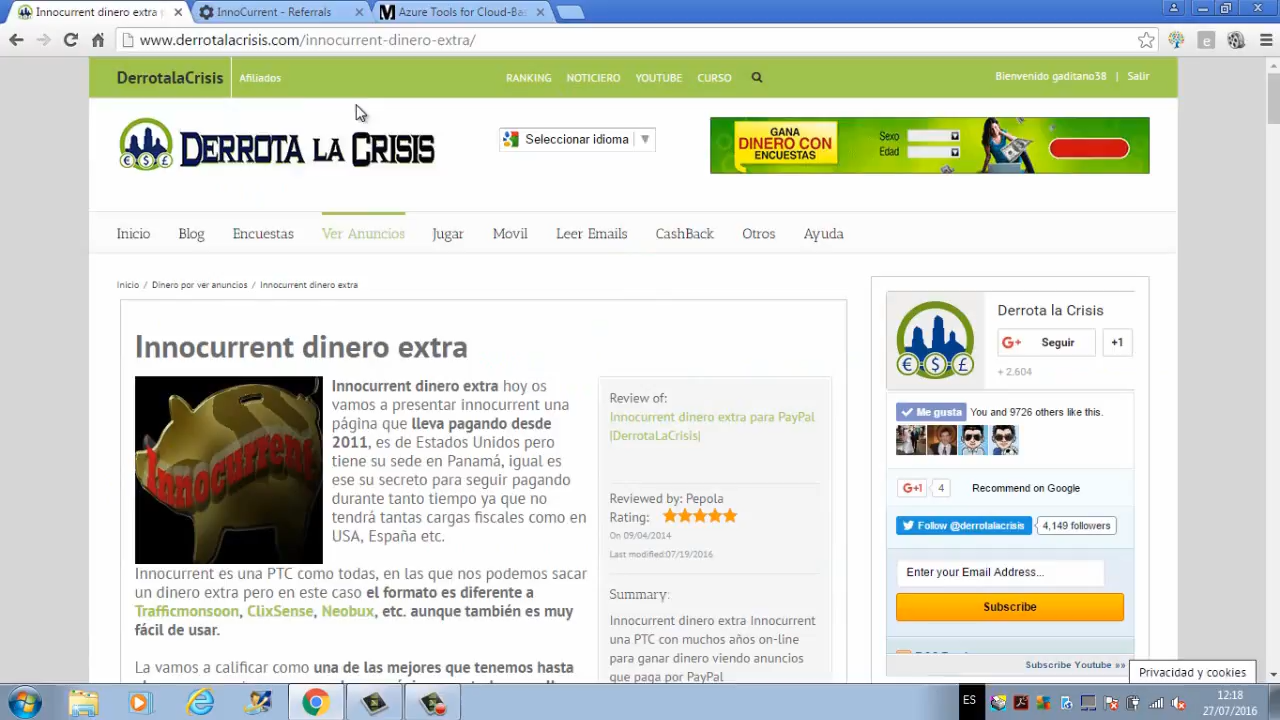 Innocurrent dinero extra p
InnoCurrent - Referrals
Azure Tools for Cloud-Bas
www.derrotalacrisis.com/innocurrent-dinero-extra/
DerrotalaCrisis
Afiliados
RANKING
NOTICIERO
YOUTUBE
CURSO
Bienvenido gaditano38 | Salir
DERROTA LA CRISIS
Seleccionar idioma
GANA
DINERO CON
ENCUESTAS
Sexo
Edad
Inicio
Blog
Encuestas
Ver Anuncios
Jugar
Movil
Leer Emails
CashBack
Otros
Ayuda
Inicio / Dinero por ver anuncios / Innocurrent dinero extra
Innocurrent dinero extra
Innocurrent
Innocurrent dinero extra hoy os
vamos a presentar innocurrent una
página que lleva pagando desde
2011, es de Estados Unidos pero
tiene su sede en Panamá, igual es
ese su secreto para seguir pagando
durante tanto tiempo ya que no
tendrá tantas cargas fiscales como en
USA, España etc.
Innocurrent es una PTC como todas, en las que nos podemos sacar
un dinero extra pero en este caso el formato es diferente a
Trafficmonsoon, ClixSense, Neobux, etc. aunque también es muy
fácil de usar.
La vamos a calificar como una de las mejores que tenemos hasta
Review of:
Innocurrent dinero extra para PayPal
|DerrotaLaCrisis|
Reviewed by: Pepola
Rating:
On 09/04/2014
Last modified:07/19/2016
Summary:
Innocurrent dinero extra Innocurrent
una PTC con muchos años on-line
para ganar dinero viendo anuncios
que paga por PayPal
Derrota la Crisis
G+ Seguir
+1
+ 2.604
Me gusta
You and 9726 others like this.
G+1
4
Recommend on Google
Follow @derrotalacrisis
4,149 followers
Enter your Email Address...
Subscribe
Subscribe Youtube »»
Privacidad y cookies
ES
12:18
27/07/2016